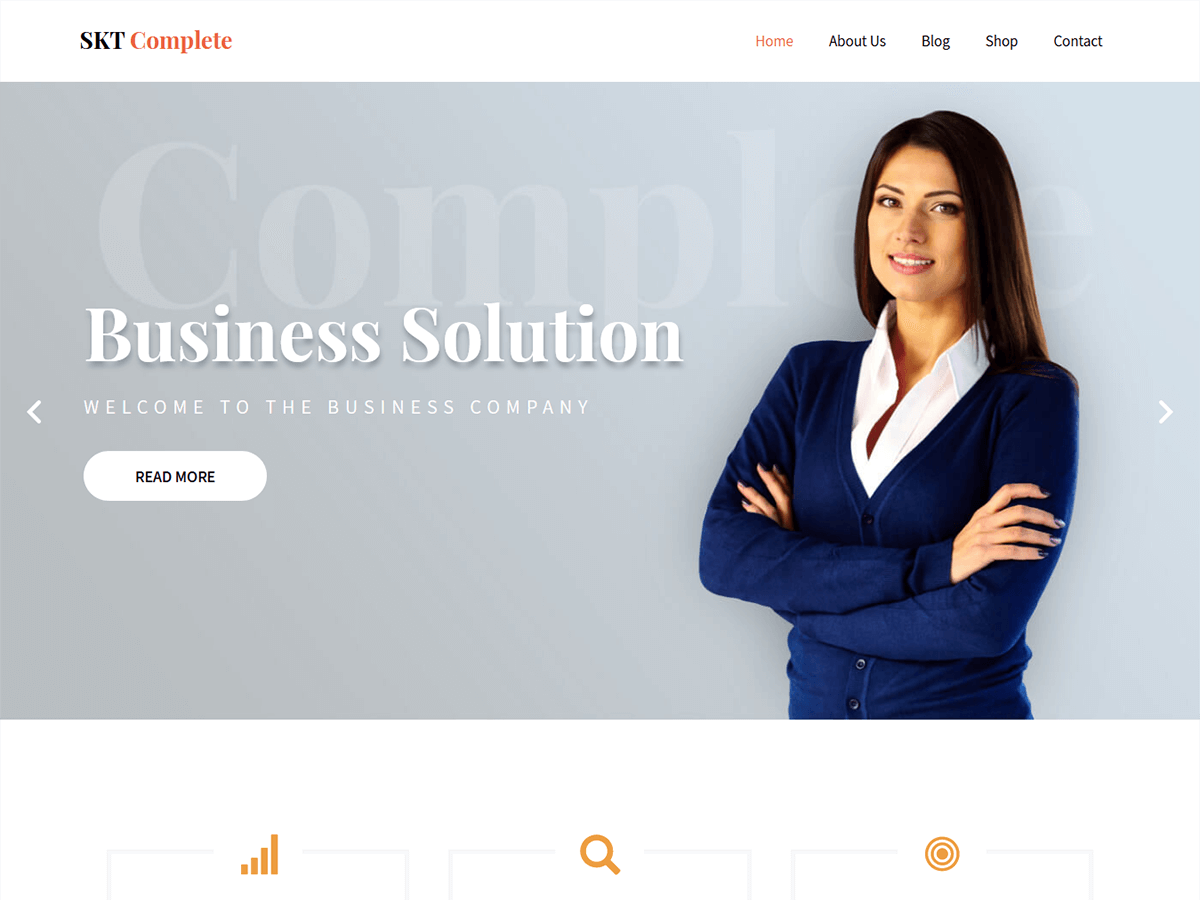 SKT Complete
Home About Us Blog Shop Contact
Complete
Business Solution
WELCOME TO THE BUSINESS COMPANY
READ MORE